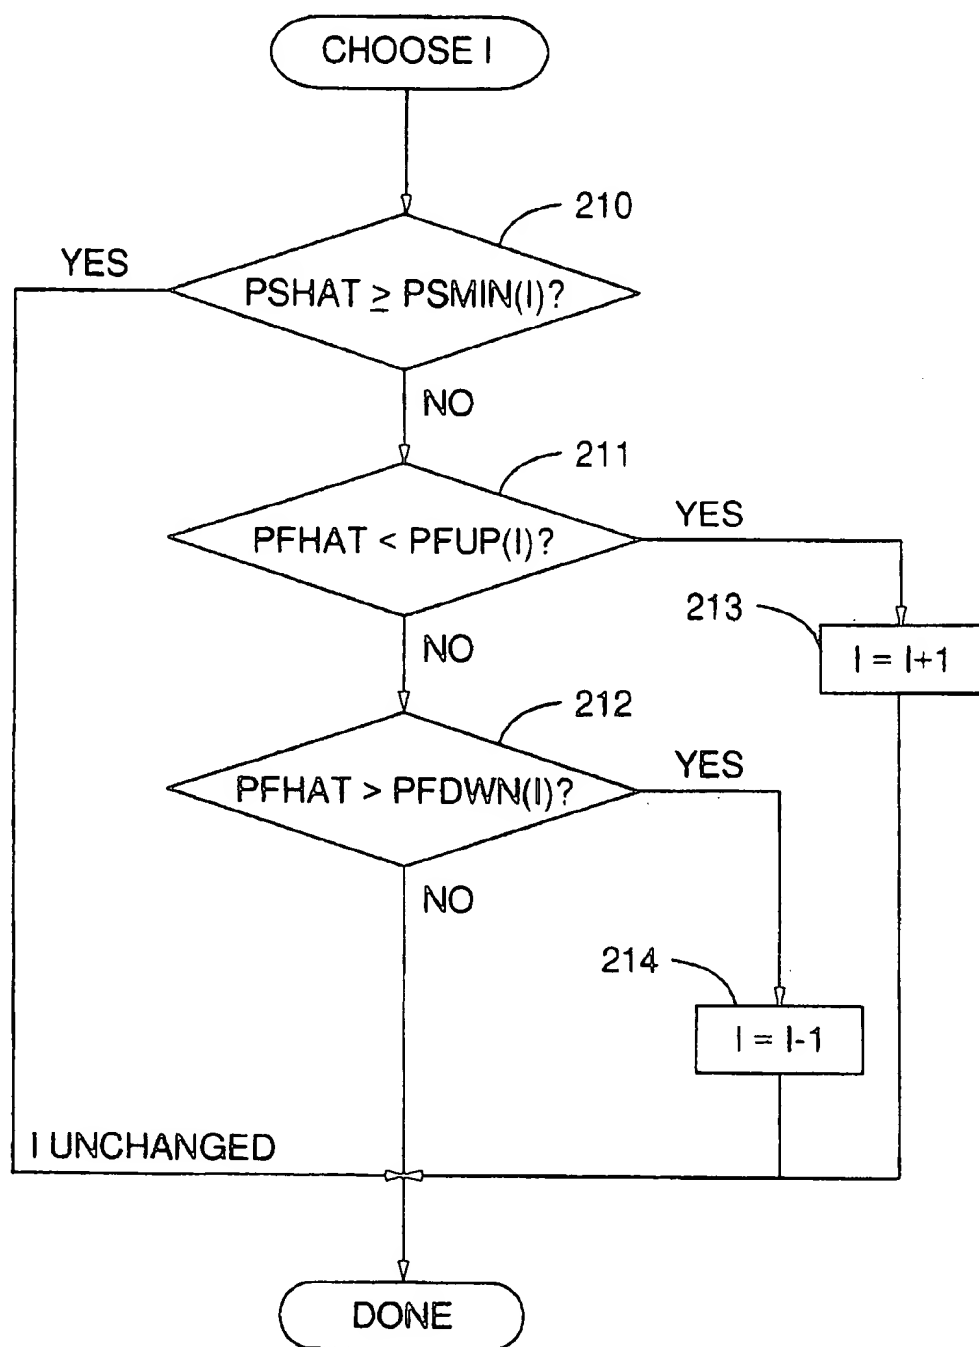 CHOOSE I
210
YES
PSHAT ≥ PSMIN(I)?
NO
211
YES
PFHAT < PFUP(I)?
213
I = I+1
NO
212
YES
PFHAT > PFDWN(I)?
NO
214
I = I-1
I UNCHANGED
DONE